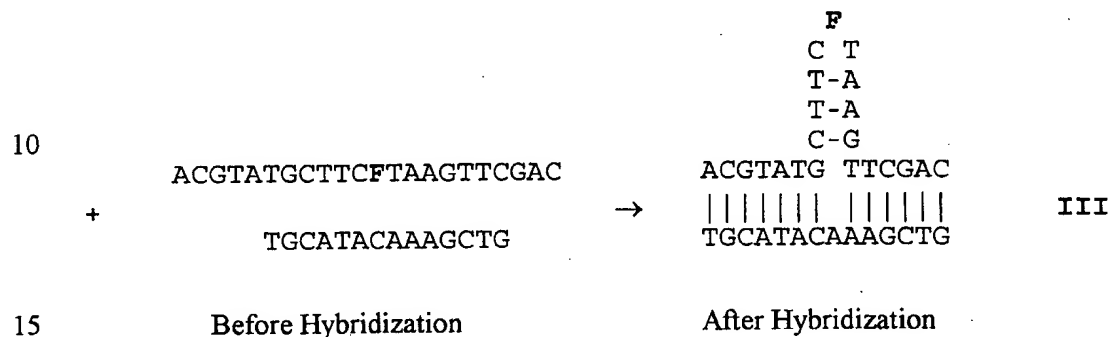 F
C T
T-A
T-A
10 C-G
ACGTATGCTTCFTAAGTTCGAC ACGTATG TTCGAC
+ → ||||||| |||||| III
TGCATACAAAGCTG TGCATACAAAGCTG
15 Before Hybridization After Hybridization